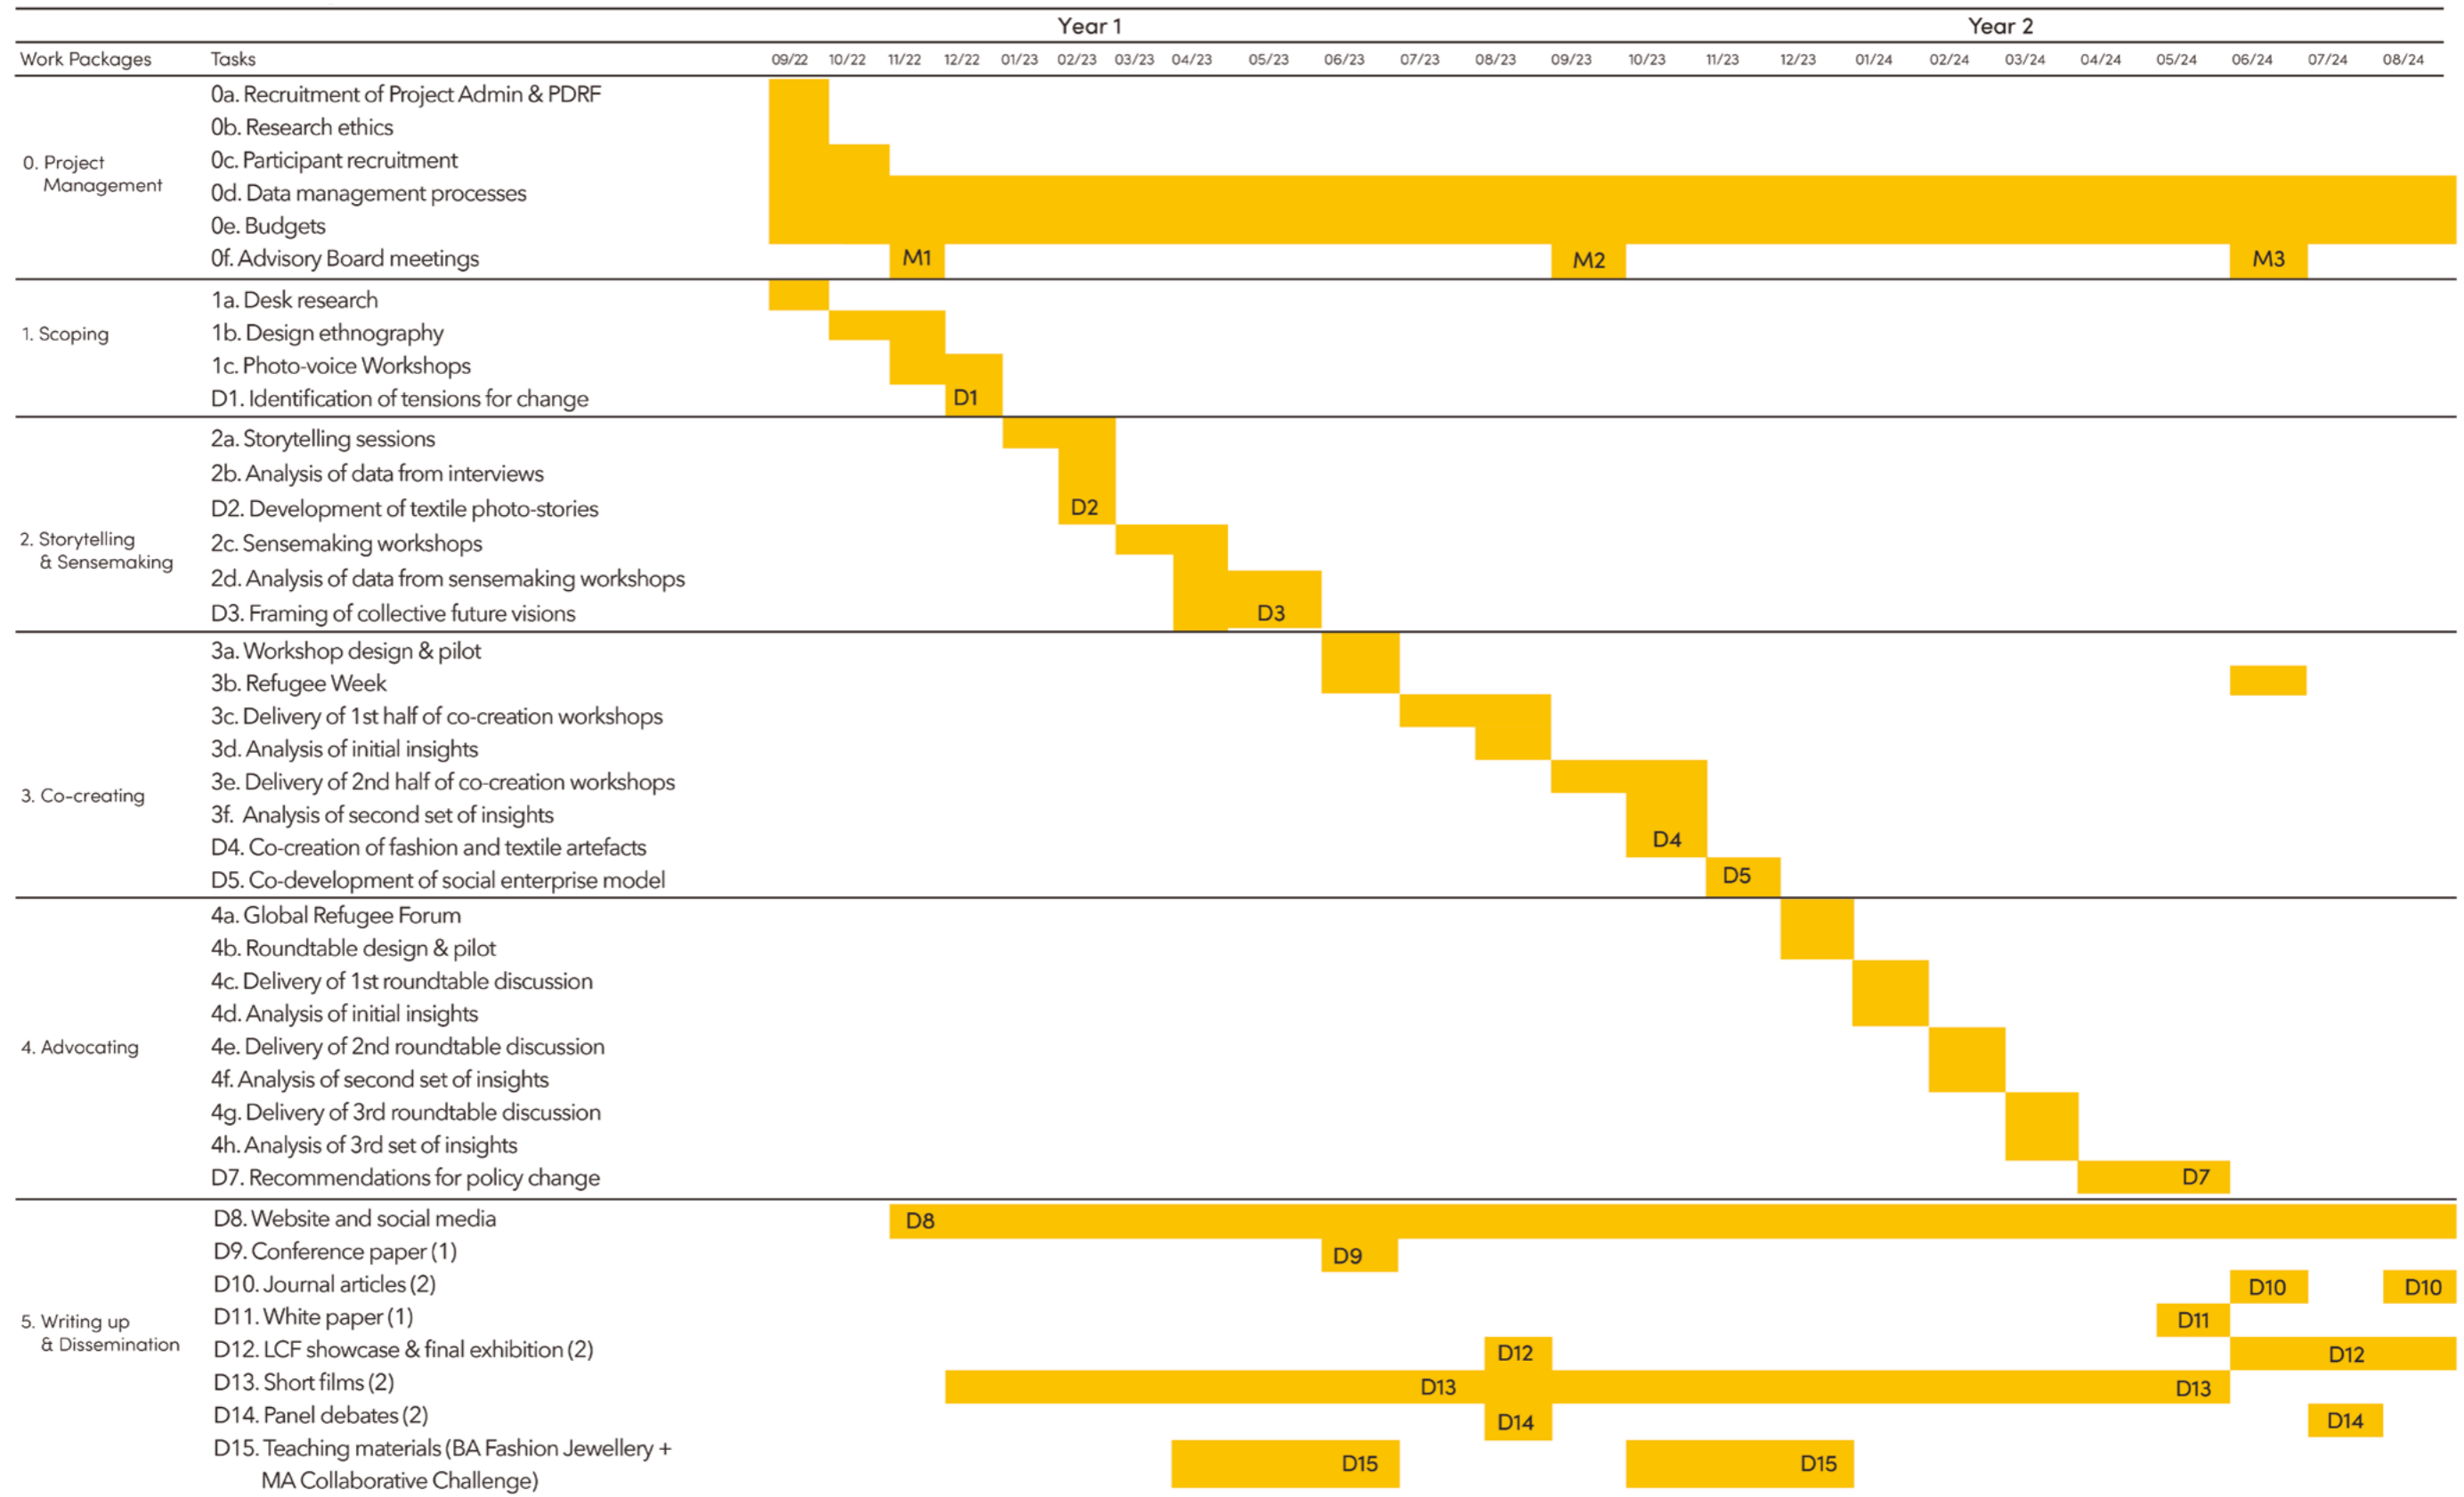 Year 1 Year 2
Work Packages Tasks 09/22 10/22 11/22 12/22 01/23 02/23 03/23 04/23 05/23 06/23 07/23 08/23 09/23 10/23 11/23 12/23 01/24 02/24 03/24 04/24 05/24 06/24 07/24 08/24
0. Project
Management
0a. Recruitment of Project Admin & PDRF
0b. Research ethics
0c. Participant recruitment
0d. Data management processes
0e. Budgets
0f. Advisory Board meetings M1 M2 M3
1. Scoping
1a. Desk research
1b. Design ethnography
1c. Photo-voice Workshops
D1. Identification of tensions for change D1
2. Storytelling
& Sensemaking
2a. Storytelling sessions
2b. Analysis of data from interviews
D2. Development of textile photo-stories D2
2c. Sensemaking workshops
2d. Analysis of data from sensemaking workshops
D3. Framing of collective future visions D3
3. Co-creating
3a. Workshop design & pilot
3b. Refugee Week
3c. Delivery of 1st half of co-creation workshops
3d. Analysis of initial insights
3e. Delivery of 2nd half of co-creation workshops
3f. Analysis of second set of insights
D4. Co-creation of fashion and textile artefacts D4
D5. Co-development of social enterprise model D5
4. Advocating
4a. Global Refugee Forum
4b. Roundtable design & pilot
4c. Delivery of 1st roundtable discussion
4d. Analysis of initial insights
4e. Delivery of 2nd roundtable discussion
4f. Analysis of second set of insights
4g. Delivery of 3rd roundtable discussion
4h. Analysis of 3rd set of insights
D7. Recommendations for policy change D7
5. Writing up
& Dissemination
D8. Website and social media D8
D9. Conference paper (1) D9
D10. Journal articles (2) D10 D10
D11. White paper (1) D11
D12. LCF showcase & final exhibition (2) D12 D12
D13. Short films (2) D13 D13
D14. Panel debates (2) D14 D14
D15. Teaching materials (BA Fashion Jewellery + D15 D15
MA Collaborative Challenge)